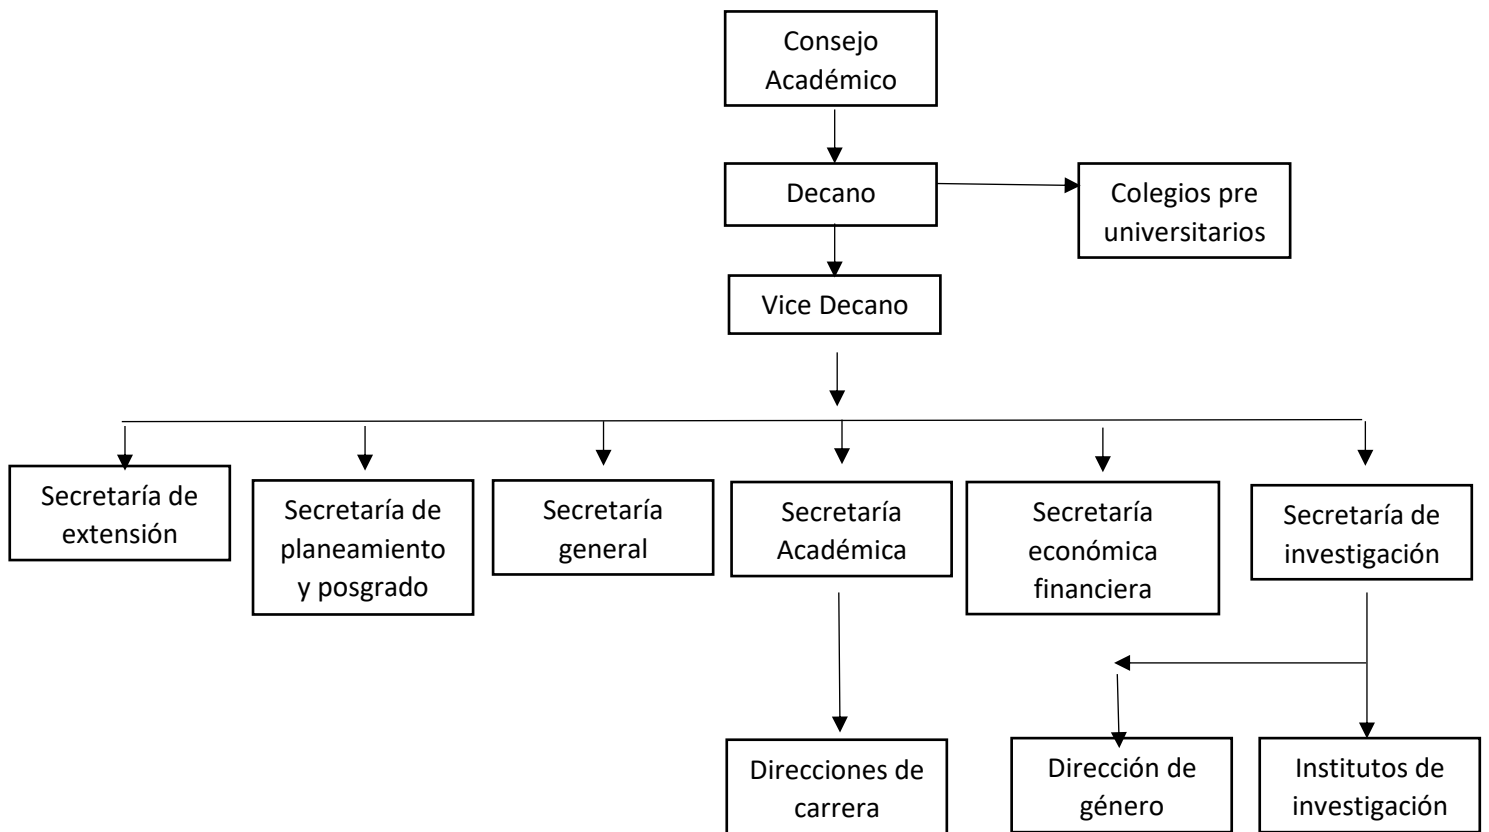 Consejo
Académico
Decano
Colegios pre
universitarios
Vice Decano
Secretaría de
extensión
Secretaría de
planeamiento
y posgrado
Secretaría
general
Secretaría
Académica
Secretaría
económica
financiera
Secretaría de
investigación
Direcciones de
carrera
Dirección de
género
Institutos de
investigación